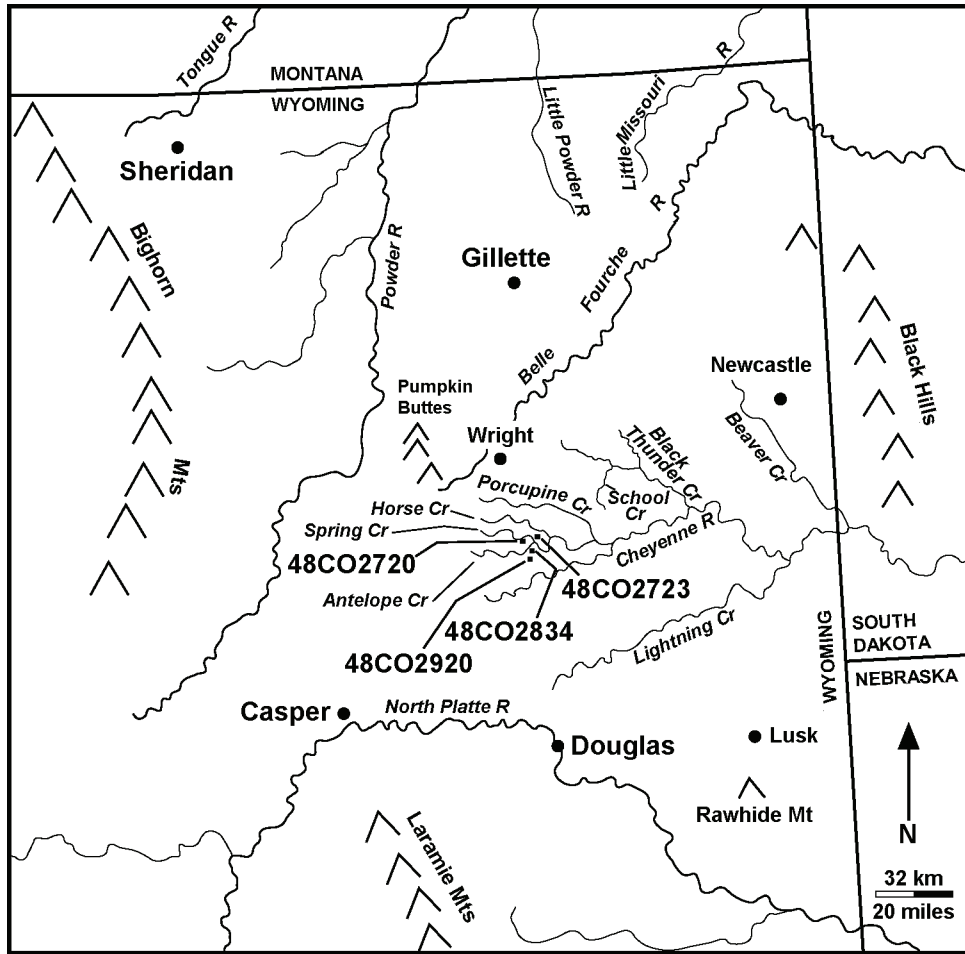 Tongue R
MONTANA
WYOMING
Little Powder R
Little Missouri
R
Sheridan
Bighorn
Mts
Powder R
Gillette
Belle
Fourche
R
Black Hills
Newcastle
Beaver Cr
Pumpkin
Buttes
Wright
Black
Thunder Cr
Porcupine Cr
School
Cr
Horse Cr
Spring Cr
Cheyenne R
48CO2720
48CO2723
Antelope Cr
48CO2834
48CO2920
Lightning Cr
WYOMING
SOUTH
DAKOTA
NEBRASKA
Casper
North Platte R
Douglas
Lusk
Rawhide Mt
Laramie Mts
N
32 km
20 miles